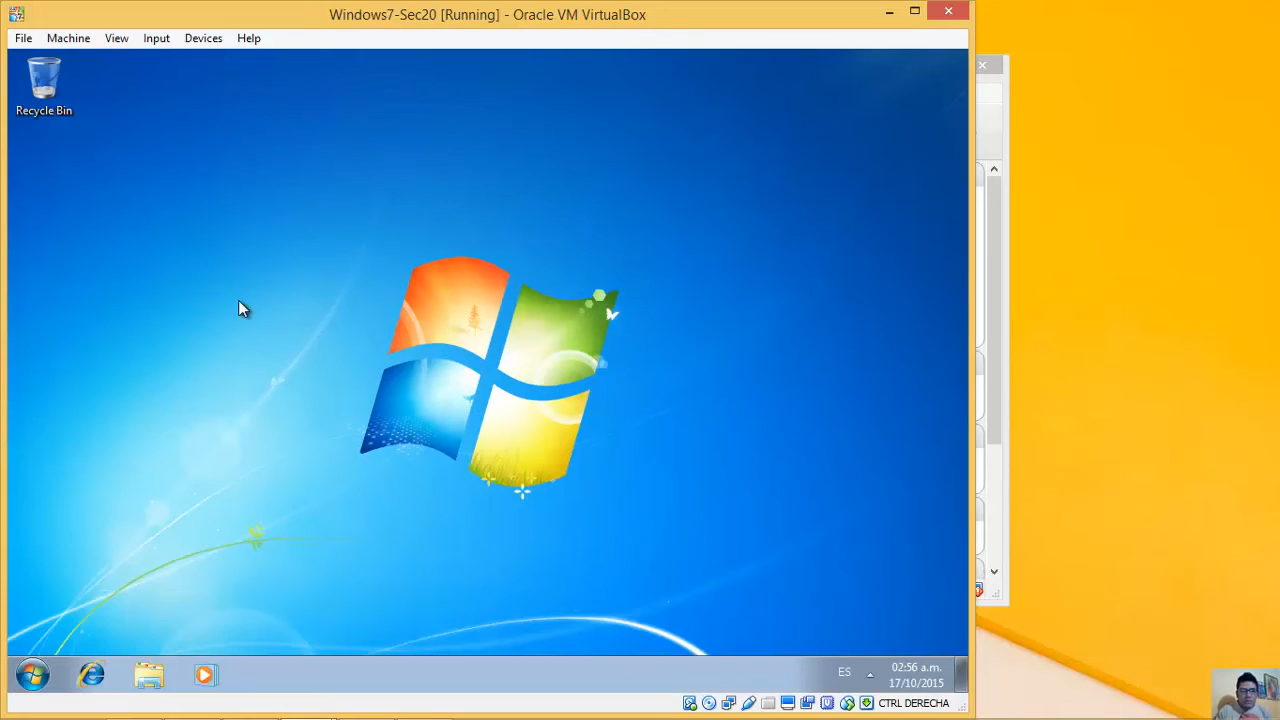 Windows7-Sec20 [Running] - Oracle VM VirtualBox
File Machine View Input Devices Help
Recycle Bin
ES
02:56 a.m.
17/10/2015
CTRL DERECHA